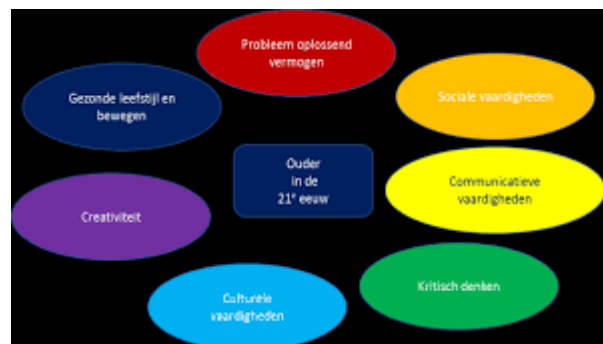 Probleem oplossend
vermogen
Gezonde leefstijl en
bewegen
Sociale vaardigheden
Ouder
in de
21e eeuw
Communicatieve
vaardigheden
Creativiteit
Kritisch denken
Culturele
vaardigheden